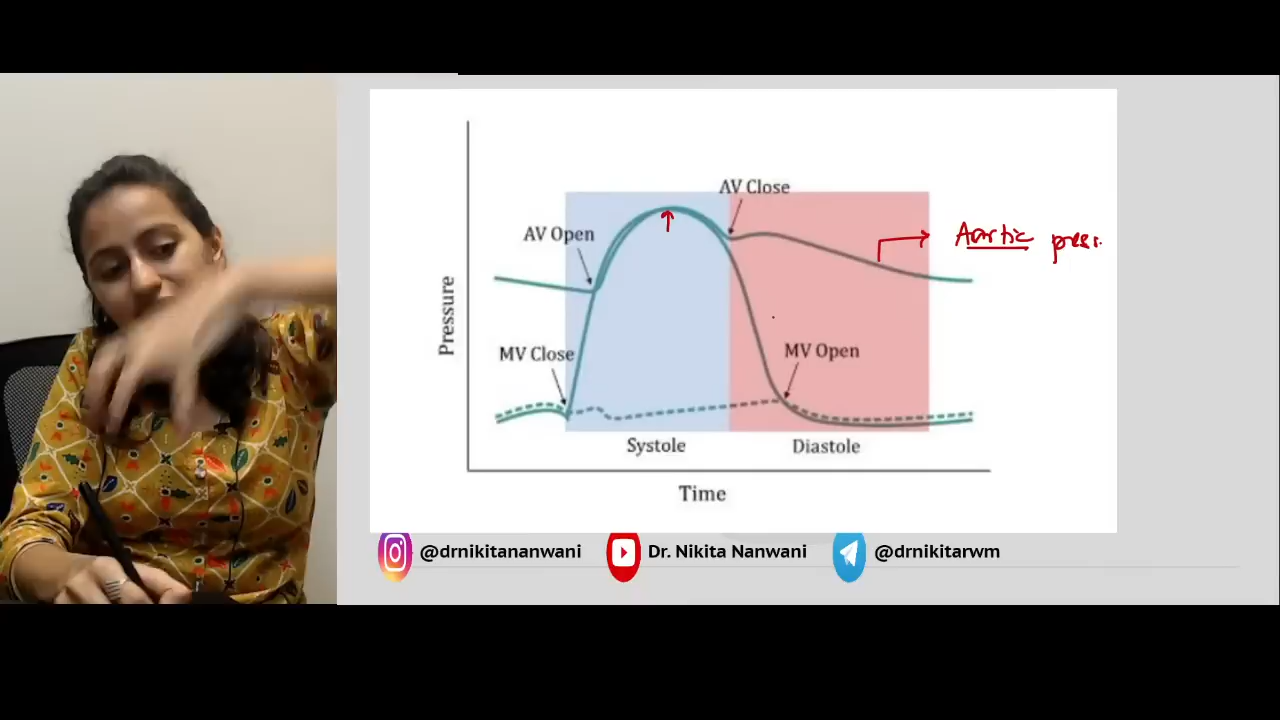 AV Close
AV Open
Aortic pres
MV Close
MV Open
Pressure
Systole
Diastole
Time
@drnikitananwani
Dr. Nikita Nanwani
@drnikitarwm